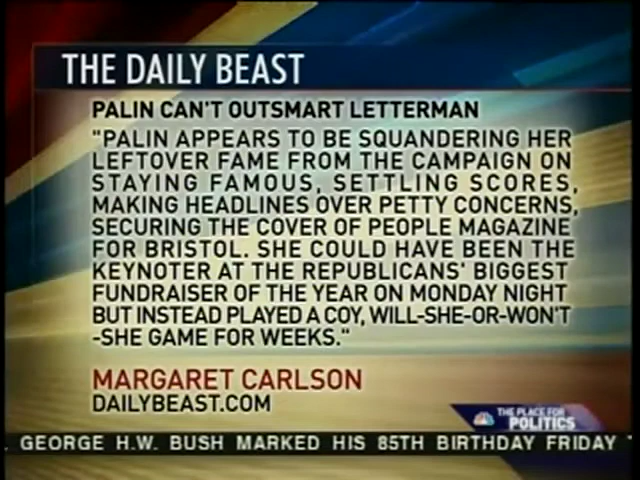 THE DAILY BEAST
PALIN CAN'T OUTSMART LETTERMAN
"PALIN APPEARS TO BE SQUANDERING HER
LEFTOVER FAME FROM THE CAMPAIGN ON
STAYING FAMOUS, SETTLING SCORES,
MAKING HEADLINES OVER PETTY CONCERNS,
SECURING THE COVER OF PEOPLE MAGAZINE
FOR BRISTOL. SHE COULD HAVE BEEN THE
KEYNOTER AT THE REPUBLICANS' BIGGEST
FUNDRAISER OF THE YEAR ON MONDAY NIGHT
BUT INSTEAD PLAYED A COY, WILL-SHE-OR-WON'T
-SHE GAME FOR WEEKS."
MARGARET CARLSON
DAILYBEAST.COM
THE PLACE FOR
POLITICS
GEORGE H.W. BUSH MARKED HIS 85TH BIRTHDAY FRIDAY